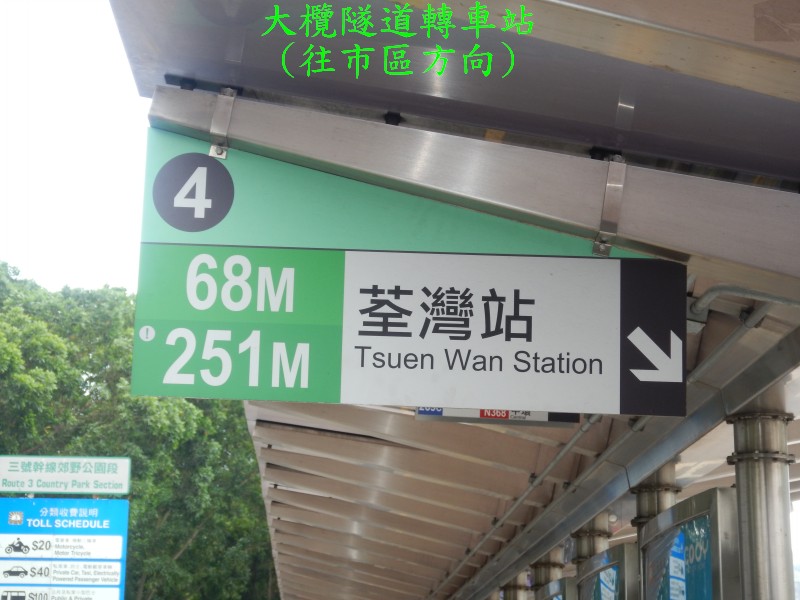 大欖隧道轉車站
(往市區方向)
4
68M
251M
荃灣站
Tsuen Wan Station
N368
三號幹線郊野公園段
Route 3 Country Park Section
分類收費說明
TOLL SCHEDULE
$20
Motorcycle
Motor Tricycle
$40
Private Car, Taxi, Electrically
Powered Passenger Vehicle
$100